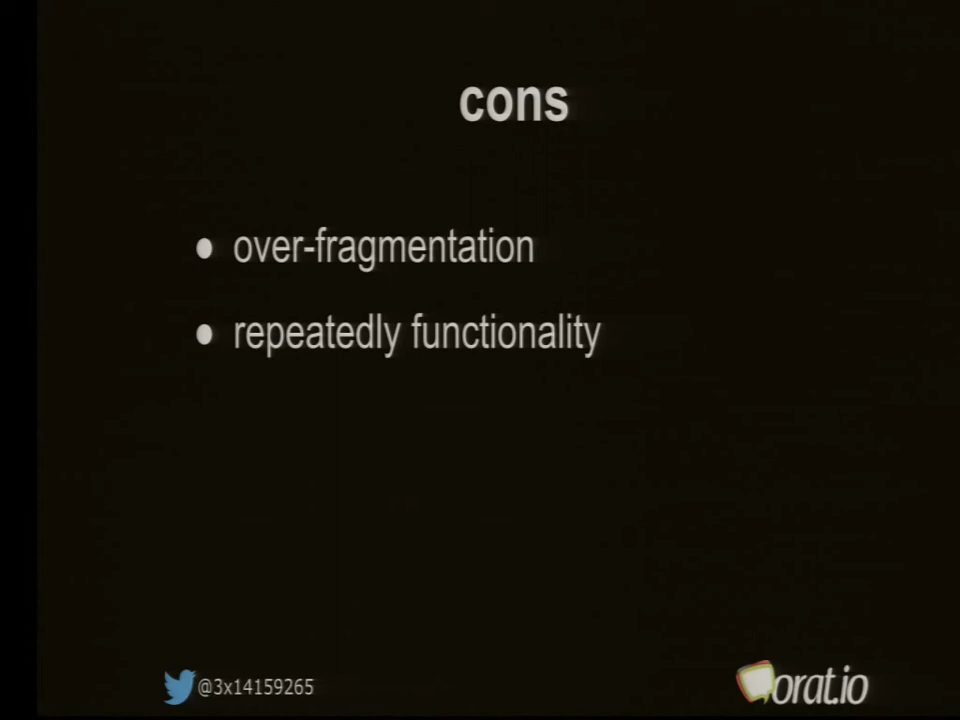 cons
• over-fragmentation
• repeatedly functionality
@3x14159265
orat.io